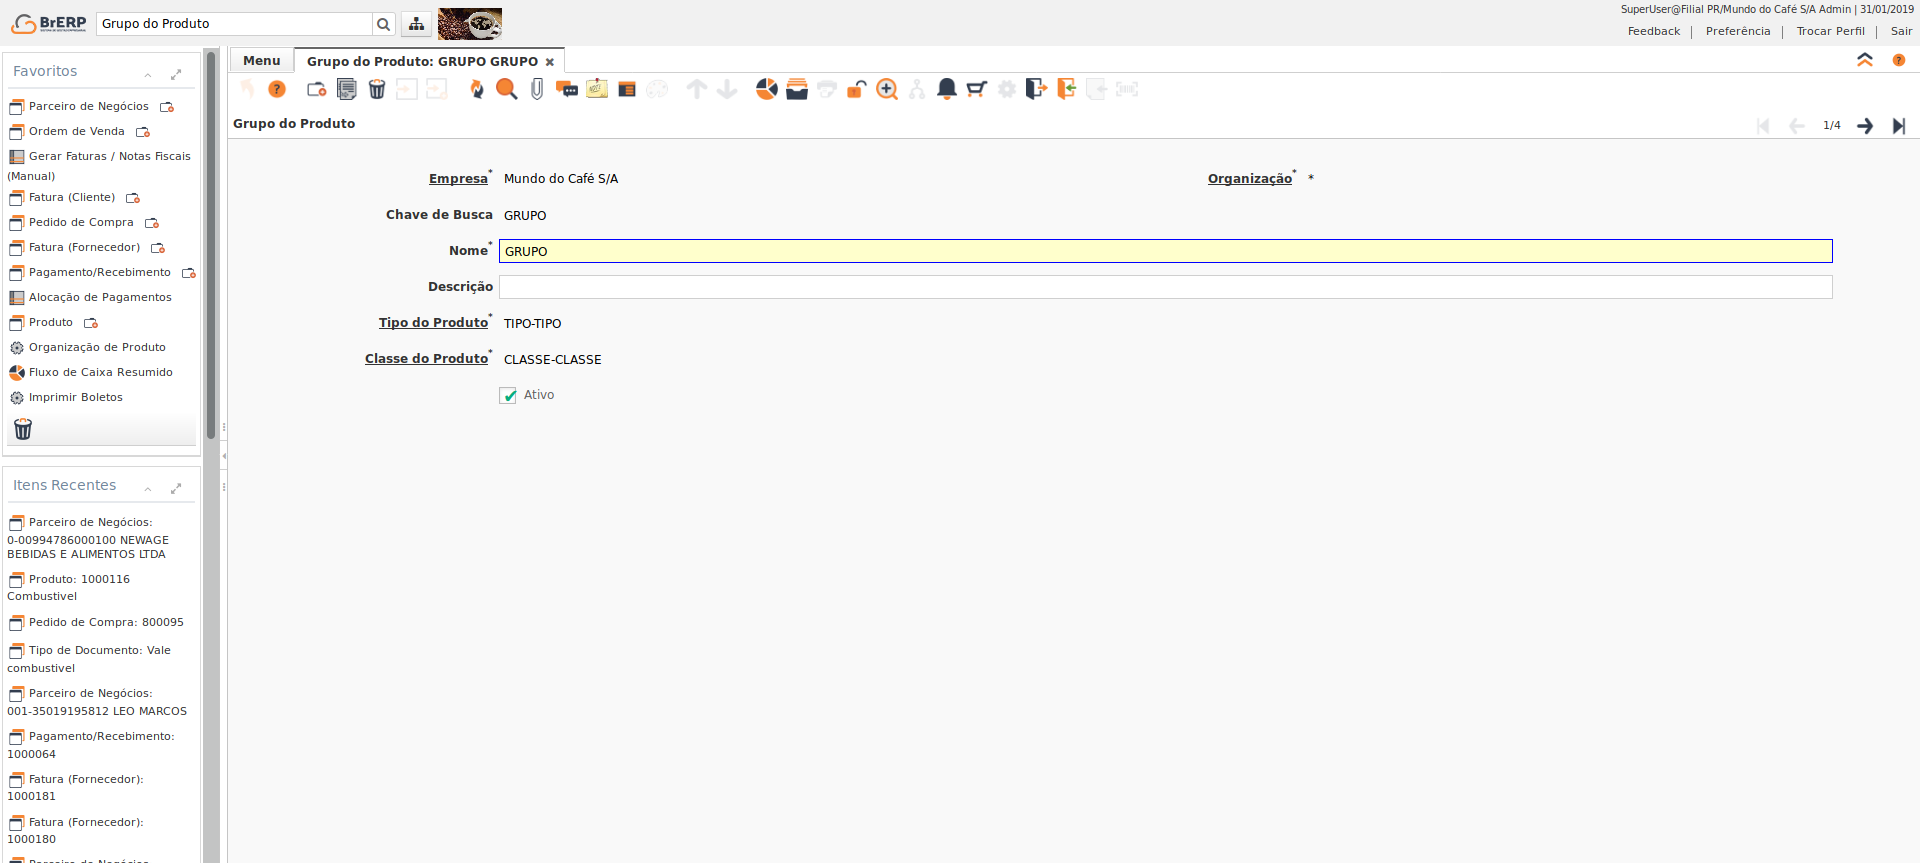 BrERP
Grupo do Produto
SuperUser@Filial PR/Mundo do Café S/A Admin | 31/01/2019
Feedback | Preferência | Trocar Perfil | Sair
Favoritos
Parceiro de Negócios
Ordem de Venda
Gerar Faturas / Notas Fiscais
(Manual)
Fatura (Cliente)
Pedido de Compra
Fatura (Fornecedor)
Pagamento/Recebimento
Alocação de Pagamentos
Produto
Organização de Produto
Fluxo de Caixa Resumido
Imprimir Boletos
Itens Recentes
Parceiro de Negócios:
0-00994786000100 NEWAGE
BEBIDAS E ALIMENTOS LTDA
Produto: 1000116
Combustivel
Pedido de Compra: 800095
Tipo de Documento: Vale
combustivel
Parceiro de Negócios:
001-35019195812 LEO MARCOS
Pagamento/Recebimento:
1000064
Fatura (Fornecedor):
1000181
Fatura (Fornecedor):
1000180
Parceiro de Negócios
Menu
Grupo do Produto: GRUPO GRUPO
Grupo do Produto
1/4
Empresa* Mundo do Café S/A
Organização* *
Chave de Busca GRUPO
Nome* GRUPO
Descrição
Tipo do Produto* TIPO-TIPO
Classe do Produto* CLASSE-CLASSE
Ativo